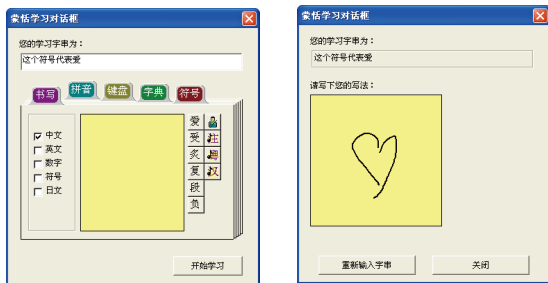 蒙恬学习对话框
您的学习字串为：
这个符号代表爱
书写 拼音 键盘 字典 符号
中文
英文
数字
符号
日文
爱
受
炙
复
段
负
注
汉
开始学习
蒙恬学习对话框
您的学习字串为：
这个符号代表爱
请写下您的写法：
重新输入字串 关闭